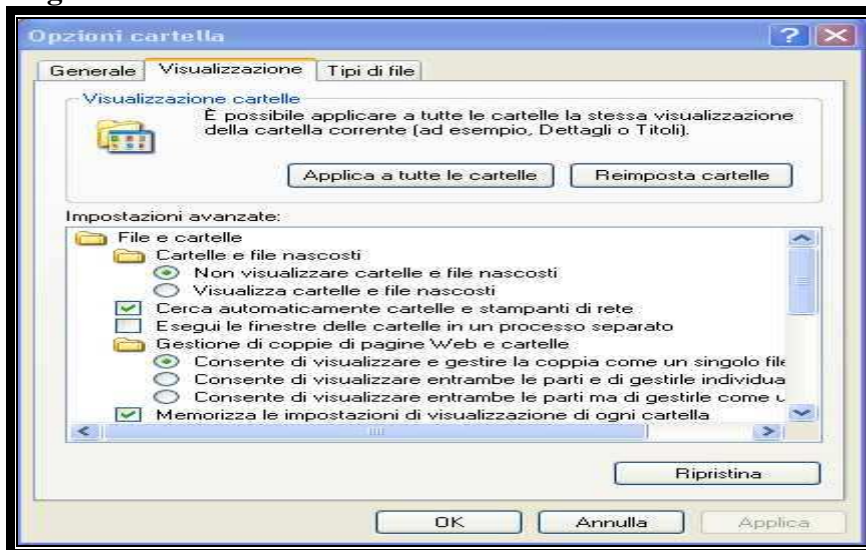 Opzioni cartella
Generale Visualizzazione Tipi di file
Visualizzazione cartelle
È possibile applicare a tutte le cartelle la stessa visualizzazione
della cartella corrente (ad esempio, Dettagli o Titoli).
Applica a tutte le cartelle Reimposta cartelle
Impostazioni avanzate:
File e cartelle
Cartelle e file nascosti
Non visualizzare cartelle e file nascosti
Visualizza cartelle e file nascosti
Cerca automaticamente cartelle e stampanti di rete
Esegui le finestre delle cartelle in un processo separato
Gestione di coppie di pagine Web e cartelle
Consente di visualizzare e gestire la coppia come un singolo file
Consente di visualizzare entrambe le parti e di gestirle individua
Consente di visualizzare entrambe le parti ma di gestirle come
Memorizza le impostazioni di visualizzazione di ogni cartella
Ripristina
OK Annulla Applica